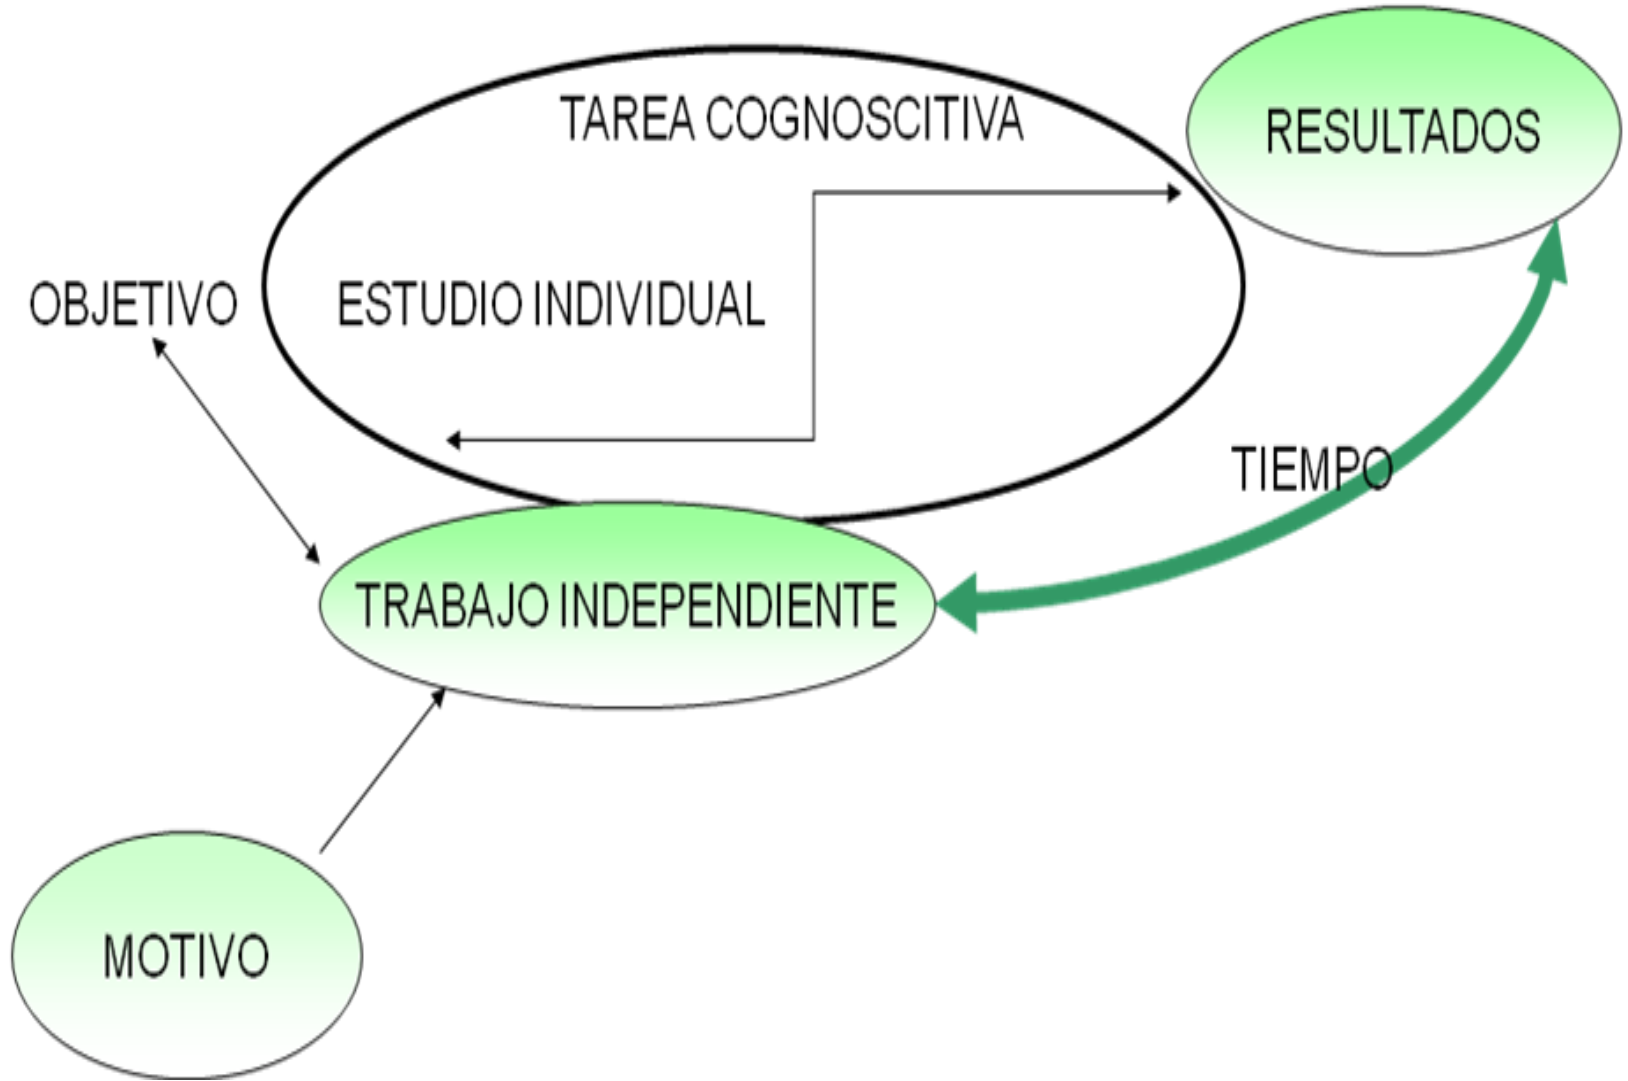 TAREA COGNOSCITIVA
RESULTADOS
OBJETIVO
ESTUDIO INDIVIDUAL
TIEMPO
TRABAJO INDEPENDIENTE
MOTIVO